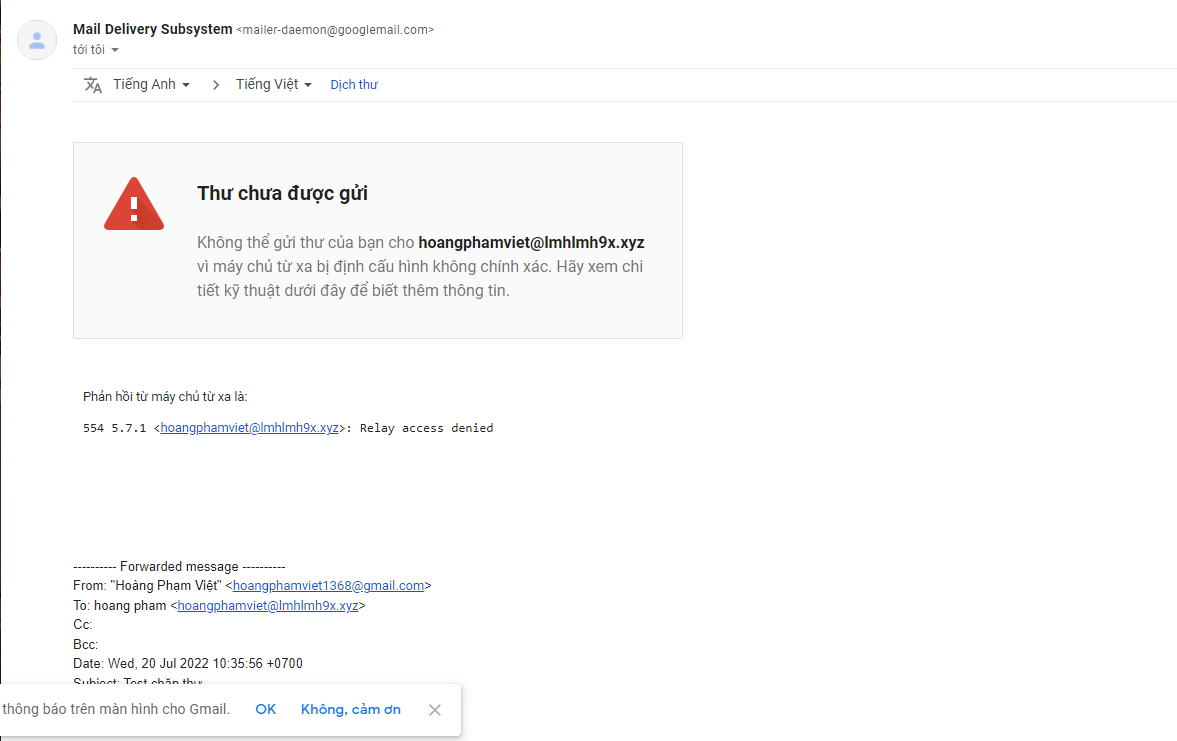 Mail Delivery Subsystem <mailer-daemon@googlemail.com>
tới tôi
Tiếng Anh > Tiếng Việt Dịch thư
Thư chưa được gửi
Không thể gửi thư của bạn cho hoangphamviet@lmhlmh9x.xyz
vì máy chủ từ xa bị định cấu hình không chính xác. Hãy xem chi
tiết kỹ thuật dưới đây để biết thêm thông tin.
Phản hồi từ máy chủ từ xa là:
554 5.7.1 <hoangphamviet@lmhlmh9x.xyz>: Relay access denied
---------- Forwarded message ----------
From: "Hoàng Phạm Việt" <hoangphamviet1368@gmail.com>
To: hoang pham <hoangphamviet@lmhlmh9x.xyz>
Cc:
Bcc:
Date: Wed, 20 Jul 2022 10:35:56 +0700
Subject: Test chặn thư
thông báo trên màn hình cho Gmail. OK Không, cảm ơn